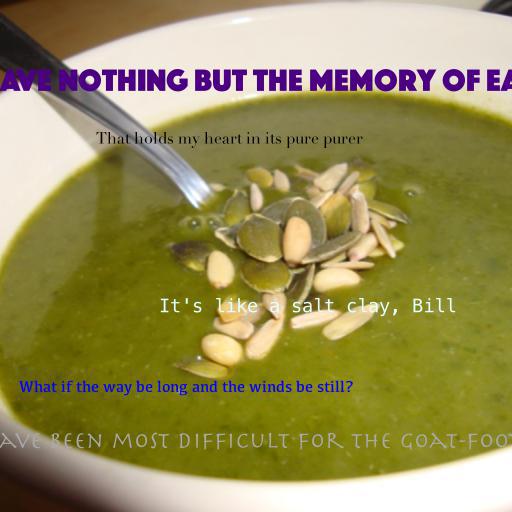 AVE NOTHING BUT THE MEMORY OF EA
That holds my heart in its pure purer
It's like a salt clay, Bill
What if the way be long and the winds be still?
AVE BEEN MOST DIFFICULT FOR THE GOAT-FOOT